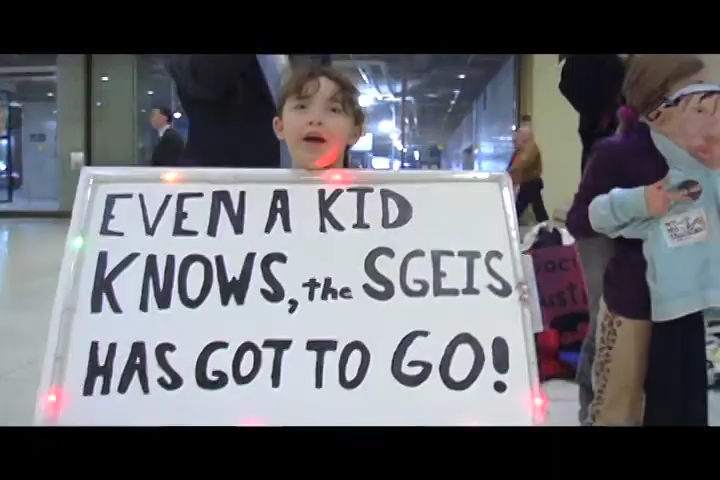 EVEN A KID
KNOWS, the SGEIS
HAS GOT TO GO!